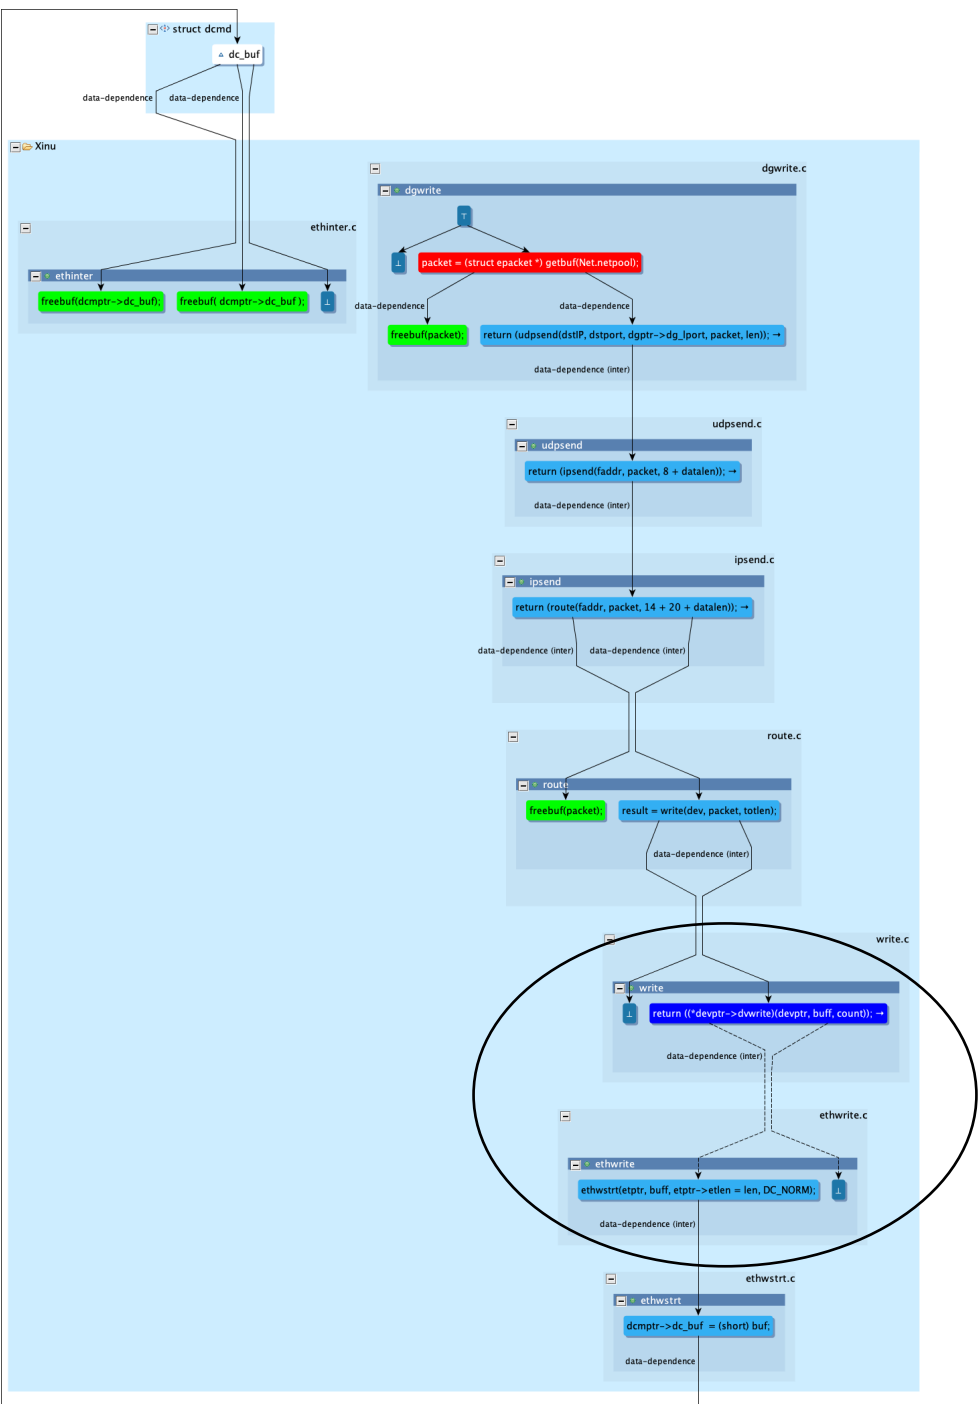 struct dcmd
dc_buf
data-dependence
data-dependence
Xinu
dgwrite.c
dgwrite
⊤
ethinter.c
⊥
packet = (struct epacket *) getbuf(Net.netpool);
ethinter
freebuf(dcmptr->dc_buf);
freebuf( dcmptr->dc_buf );
⊥
data-dependence
data-dependence
freebuf(packet);
return (udpsend(dstIP, dstport, dgptr->dg_lport, packet, len)); →
data-dependence (inter)
udpsend.c
udpsend
return (ipsend(faddr, packet, 8 + datalen)); →
data-dependence (inter)
ipsend.c
ipsend
return (route(faddr, packet, 14 + 20 + datalen)); →
data-dependence (inter)
data-dependence (inter)
route.c
route
freebuf(packet);
result = write(dev, packet, totlen);
data-dependence (inter)
write.c
write
⊥
return ((*devptr->dvwrite)(devptr, buff, count)); →
data-dependence (inter)
ethwrite.c
ethwrite
ethwstrt(etptr, buff, etptr->etlen = len, DC_NORM);
⊥
data-dependence (inter)
ethwstrt.c
ethwstrt
dcmptr->dc_buf = (short) buf;
data-dependence